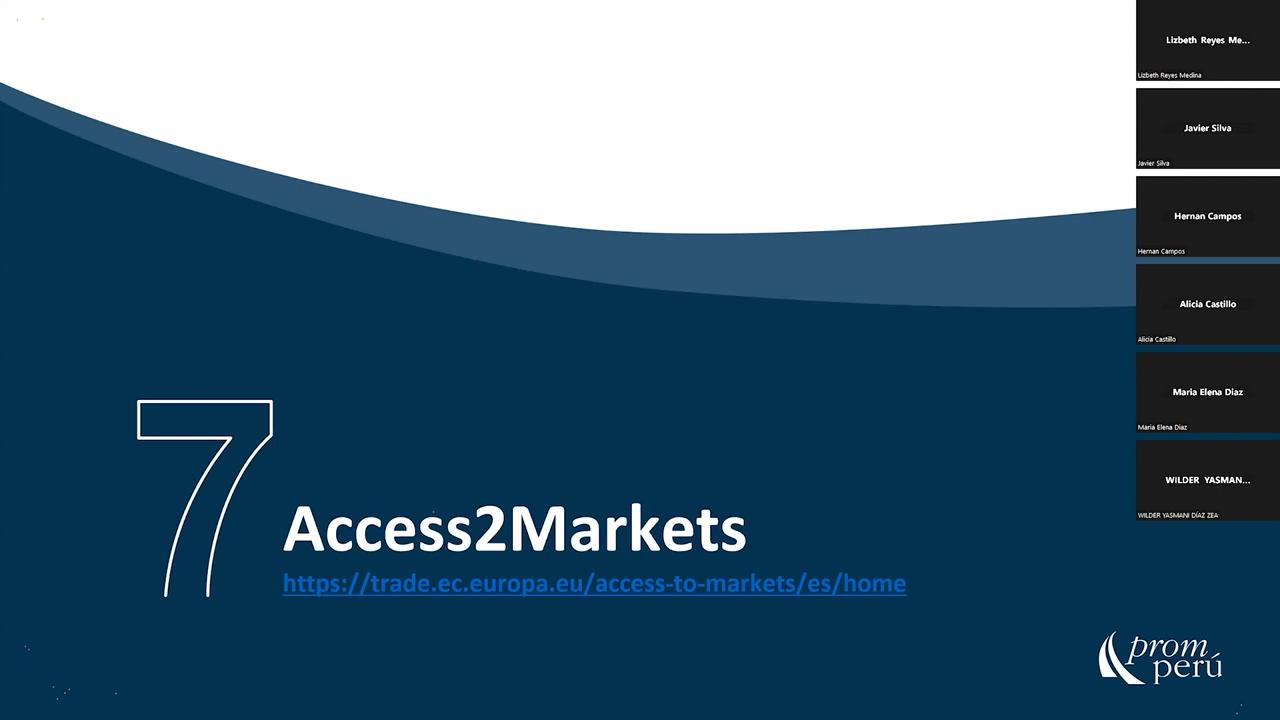 7
Access2Markets
https://trade.ec.europa.eu/access-to-markets/es/home
prom
perú
Lizbeth Reyes Me...
Lizbeth Reyes Medina
Javier Silva
Javier Silva
Hernan Campos
Hernan Campos
Alicia Castillo
Alicia Castillo
Maria Elena Diaz
Maria Elena Diaz
WILDER YASMAN...
WILDER YASMANI DÍAZ ZEA